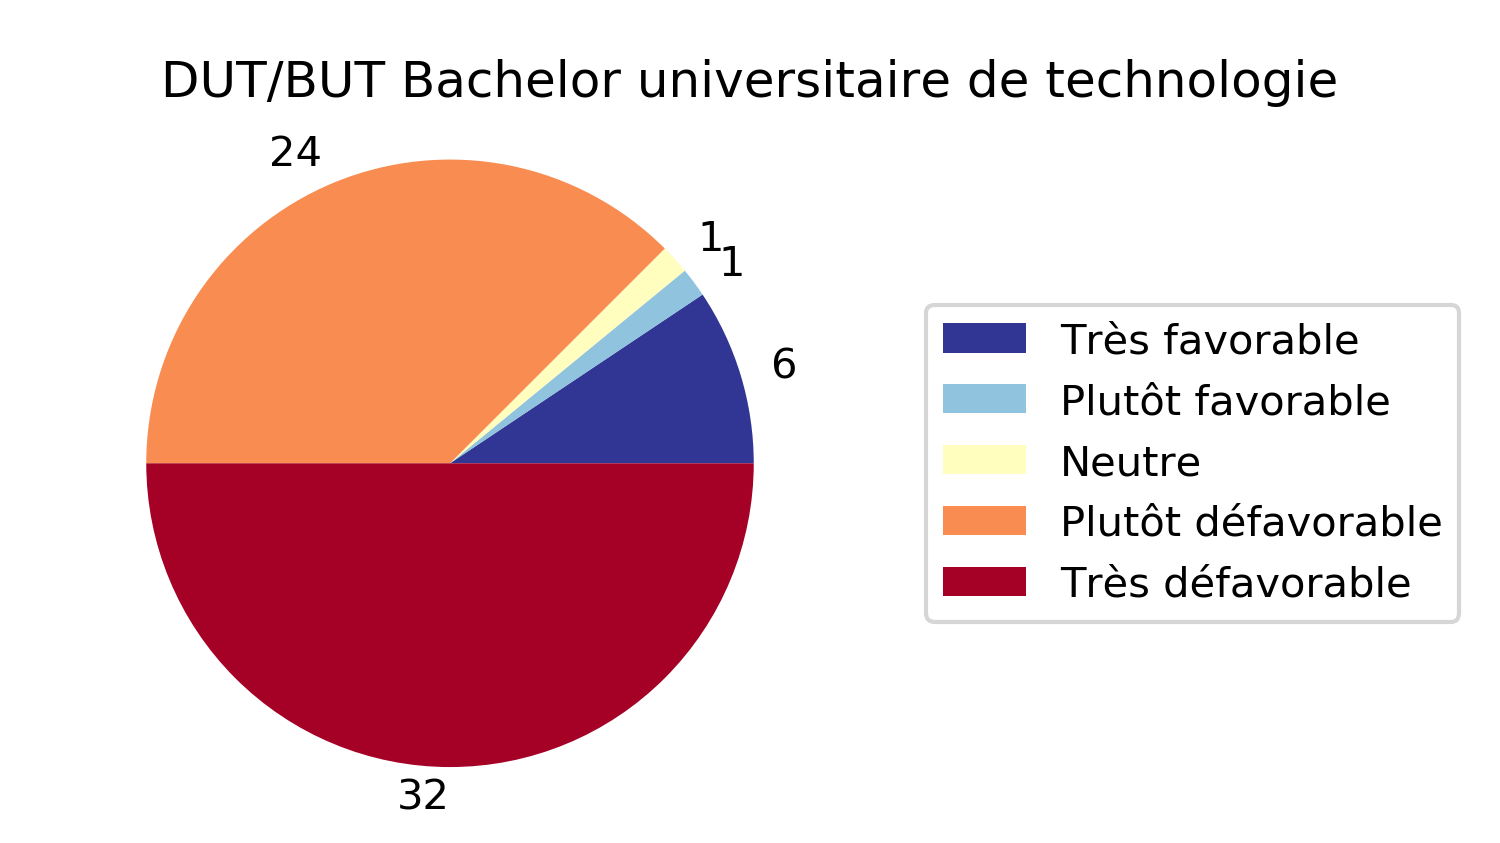 DUT/BUT Bachelor universitaire de technologie
24
1
1
6
32
Très favorable
Plutôt favorable
Neutre
Plutôt défavorable
Très défavorable